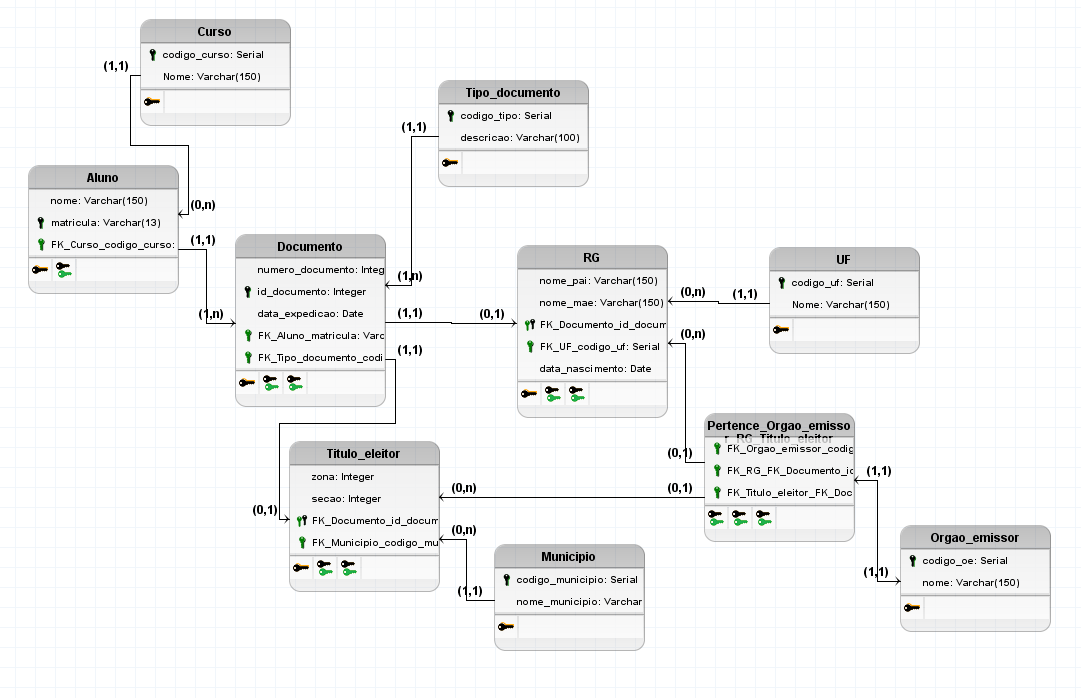 Curso
codigo_curso: Serial
Nome: Varchar(150)
(1,1)
(0,n)
Aluno
nome: Varchar(150)
matricula: Varchar(13)
FK_Curso_codigo_curso:
(1,1)
(1,n)
Tipo_documento
codigo_tipo: Serial
descricao: Varchar(100)
(1,1)
(1,n)
Documento
numero_documento: Integ
id_documento: Integer
data_expedicao: Date
FK_Aluno_matricula: Varc
FK_Tipo_documento_codi
(1,1)
(0,1)
(1,1)
(0,1)
RG
nome_pai: Varchar(150)
nome_mae: Varchar(150)
FK_Documento_id_docum
FK_UF_codigo_uf: Serial
data_nascimento: Date
(0,n)
(1,1)
UF
codigo_uf: Serial
Nome: Varchar(150)
(0,n)
(0,1)
Pertence_Orgao_emisso
r_RG_Titulo_eleitor
FK_Orgao_emissor_codig
FK_RG_FK_Documento_id
FK_Titulo_eleitor_FK_Doc
(0,n)
(0,1)
(1,1)
(1,1)
Titulo_eleitor
zona: Integer
secao: Integer
FK_Documento_id_docum
FK_Municipio_codigo_mu
(0,n)
(1,1)
Municipio
codigo_municipio: Serial
nome_municipio: Varchar
Orgao_emissor
codigo_oe: Serial
nome: Varchar(150)